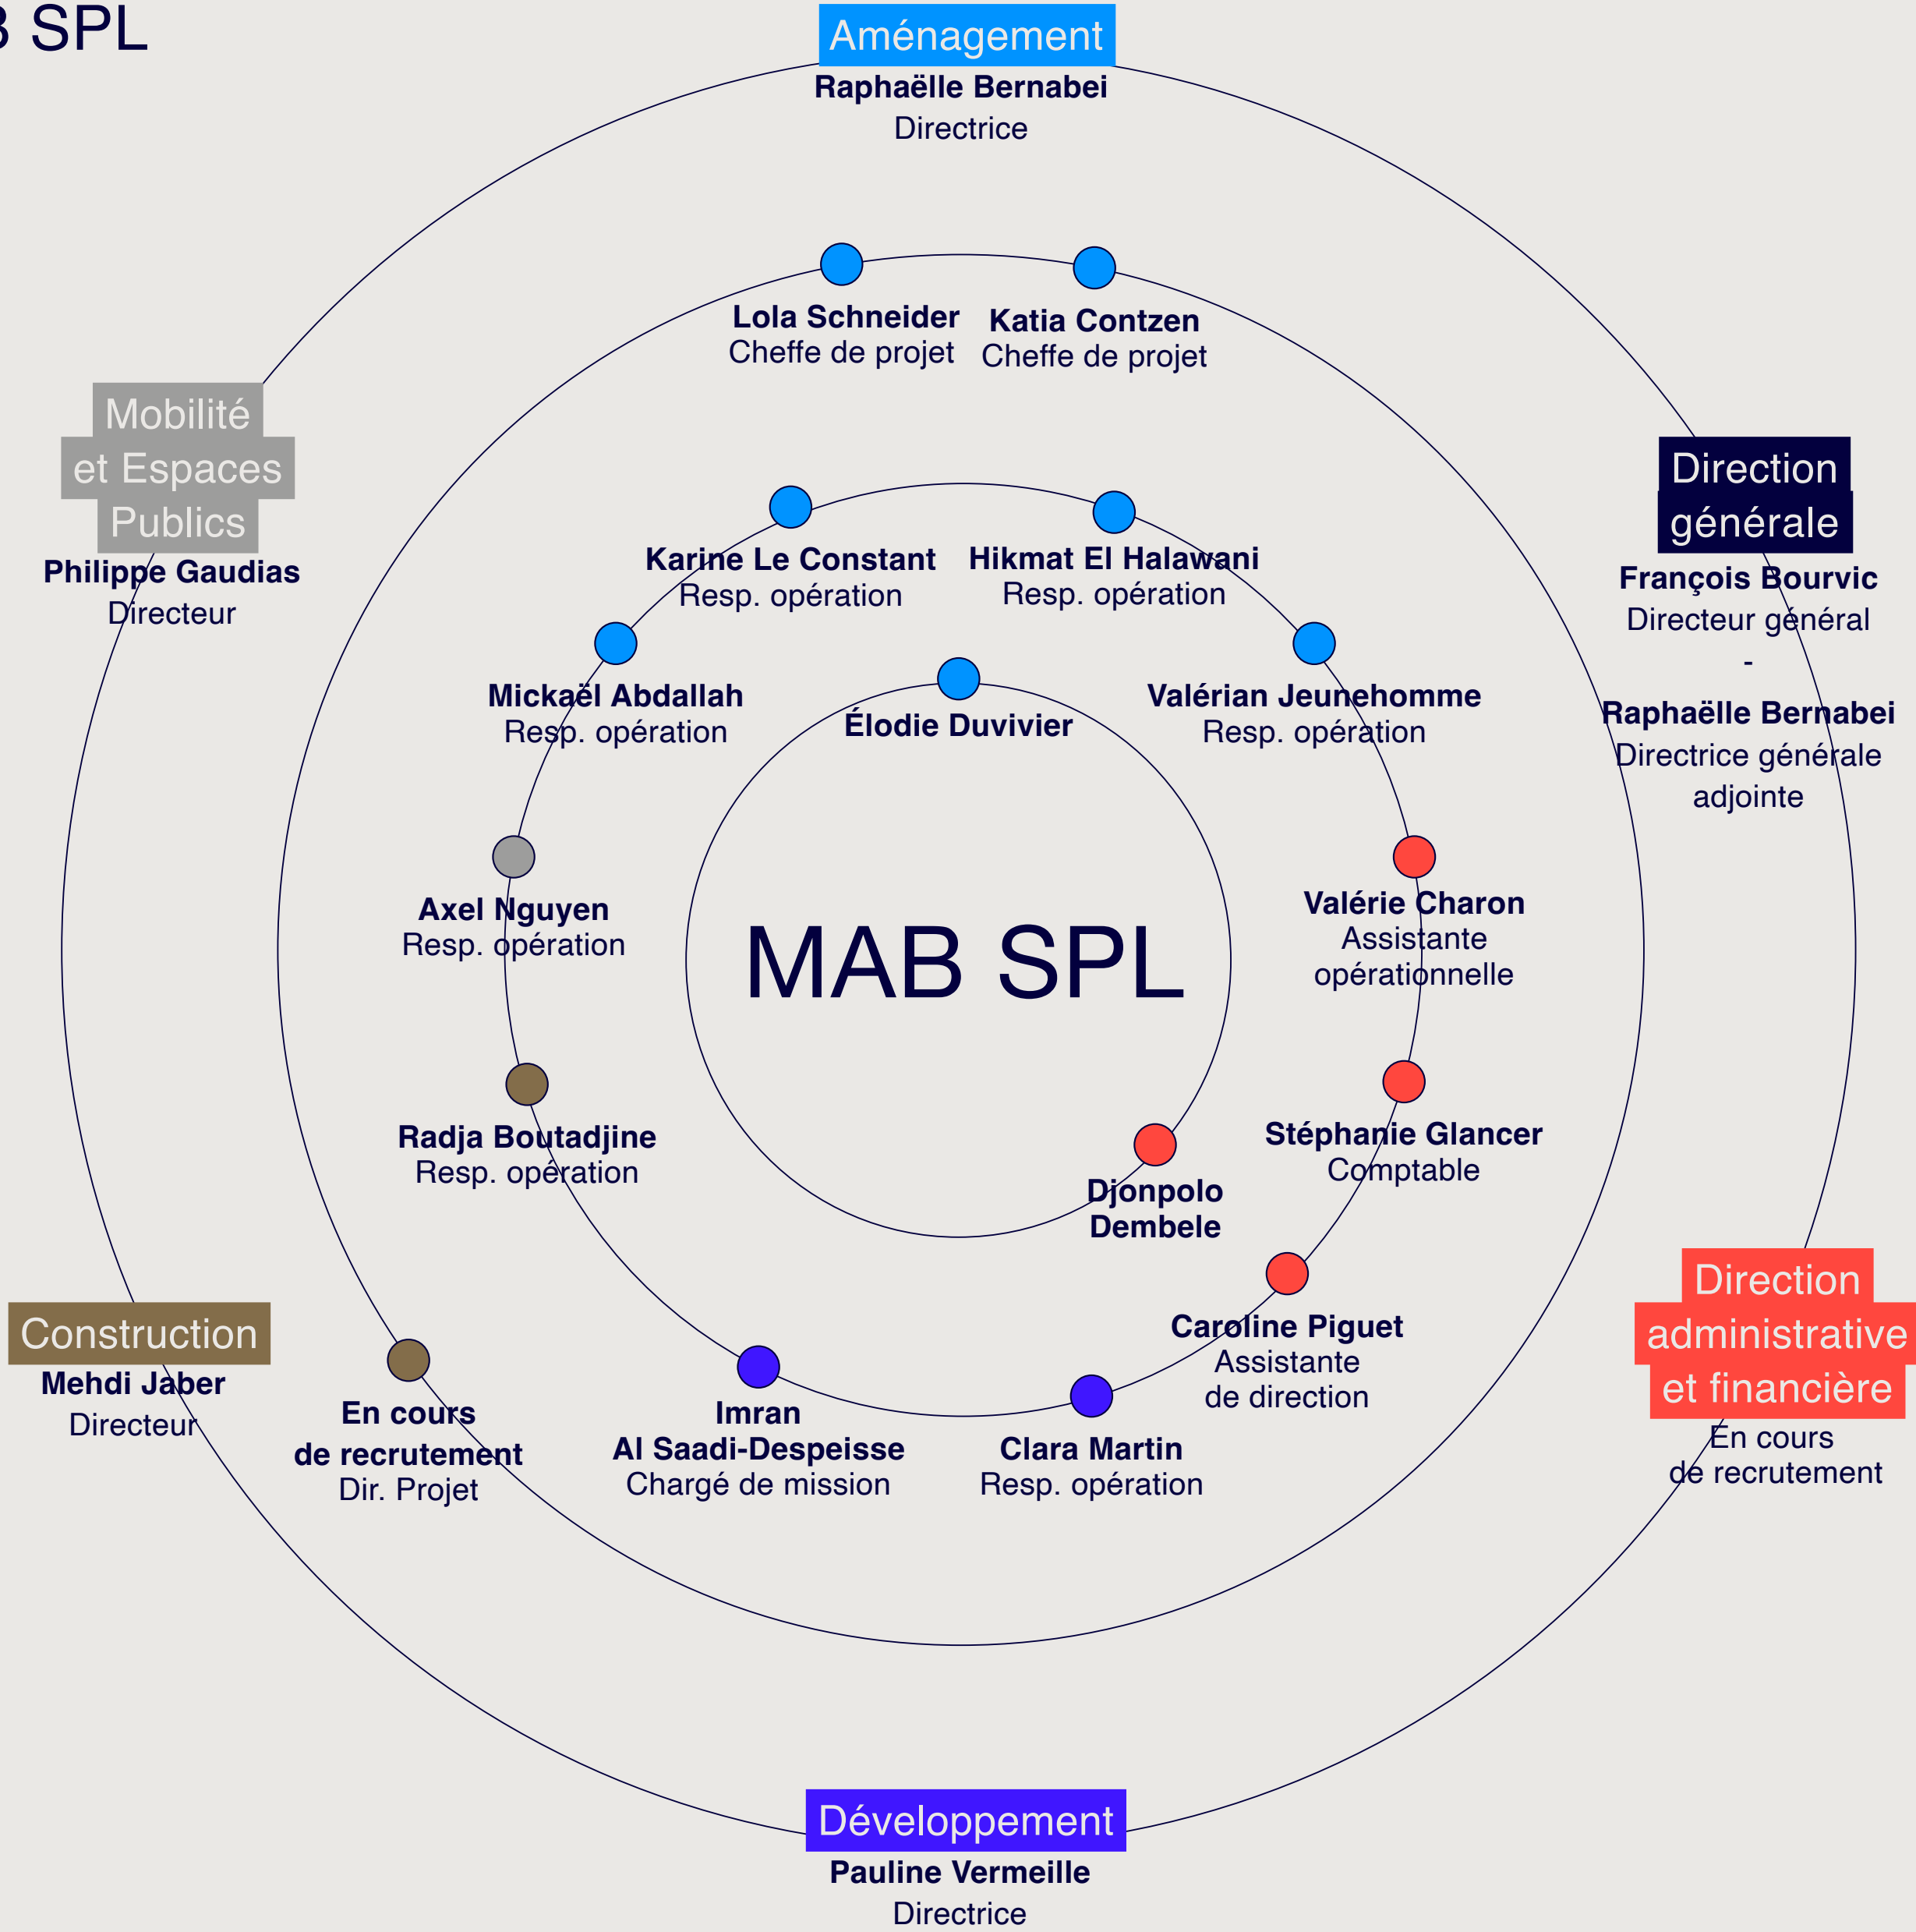 B SPL
Aménagement
Raphaëlle Bernabei
Directrice
Lola Schneider
Cheffe de projet
Katia Contzen
Cheffe de projet
Mobilité
et Espaces
Publics
Philippe Gaudias
Directeur
Direction
générale
François Bourvic
Directeur général
-
Raphaëlle Bernabei
Directrice générale
adjointe
Karine Le Constant
Resp. opération
Hikmat El Halawani
Resp. opération
Mickaël Abdallah
Resp. opération
Élodie Duvivier
Valérian Jeunehomme
Resp. opération
Axel Nguyen
Resp. opération
MAB SPL
Valérie Charon
Assistante
opérationnelle
Radja Boutadjine
Resp. opération
Djonpolo
Dembele
Stéphanie Glancer
Comptable
Construction
Mehdi Jaber
Directeur
En cours
de recrutement
Dir. Projet
Imran
Al Saadi-Despeisse
Chargé de mission
Clara Martin
Resp. opération
Caroline Piguet
Assistante
de direction
Direction
administrative
et financière
En cours
de recrutement
Développement
Pauline Vermeille
Directrice